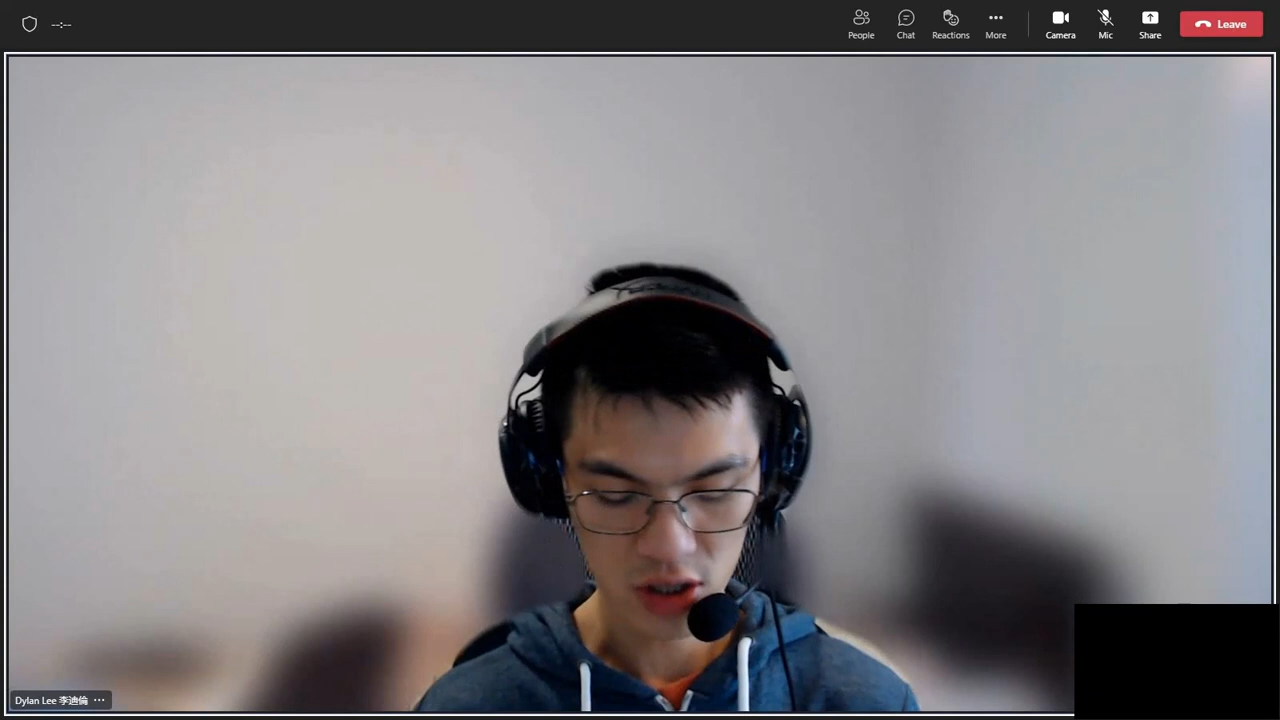 --:--
People
Chat
Reactions
More
Camera
Mic
Share
Leave
Dylan Lee 李迪倫